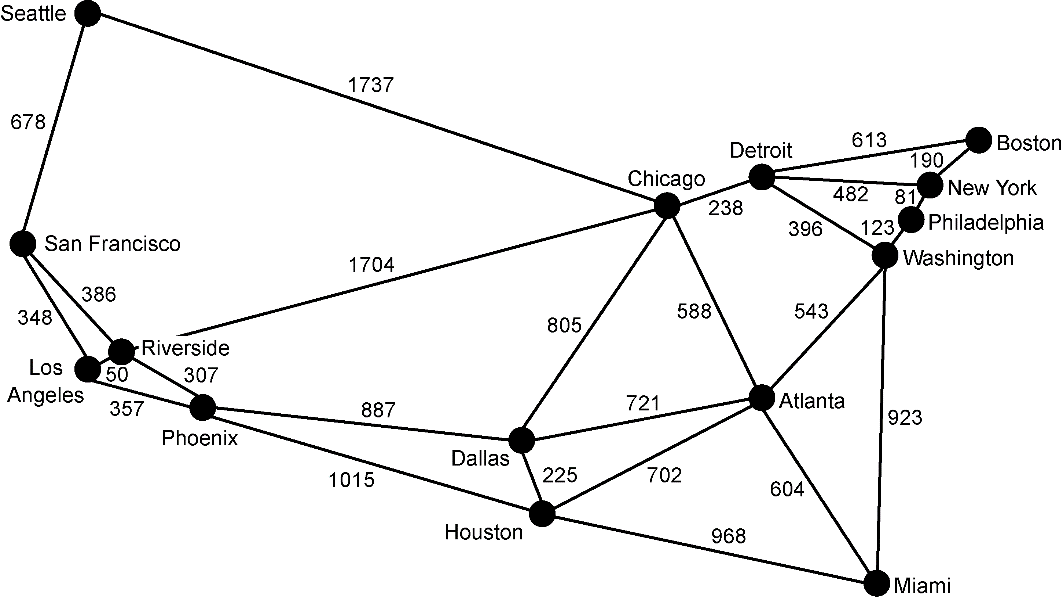 Seattle
1737
678
613
Boston
Detroit
190
Chicago
482
New York
81
238
Philadelphia
396
123
San Francisco
Washington
1704
386
348
588
543
805
Riverside
Los
Angeles
50
307
357
887
721
Atlanta
Phoenix
923
Dallas
1015
225
702
604
Houston
968
Miami